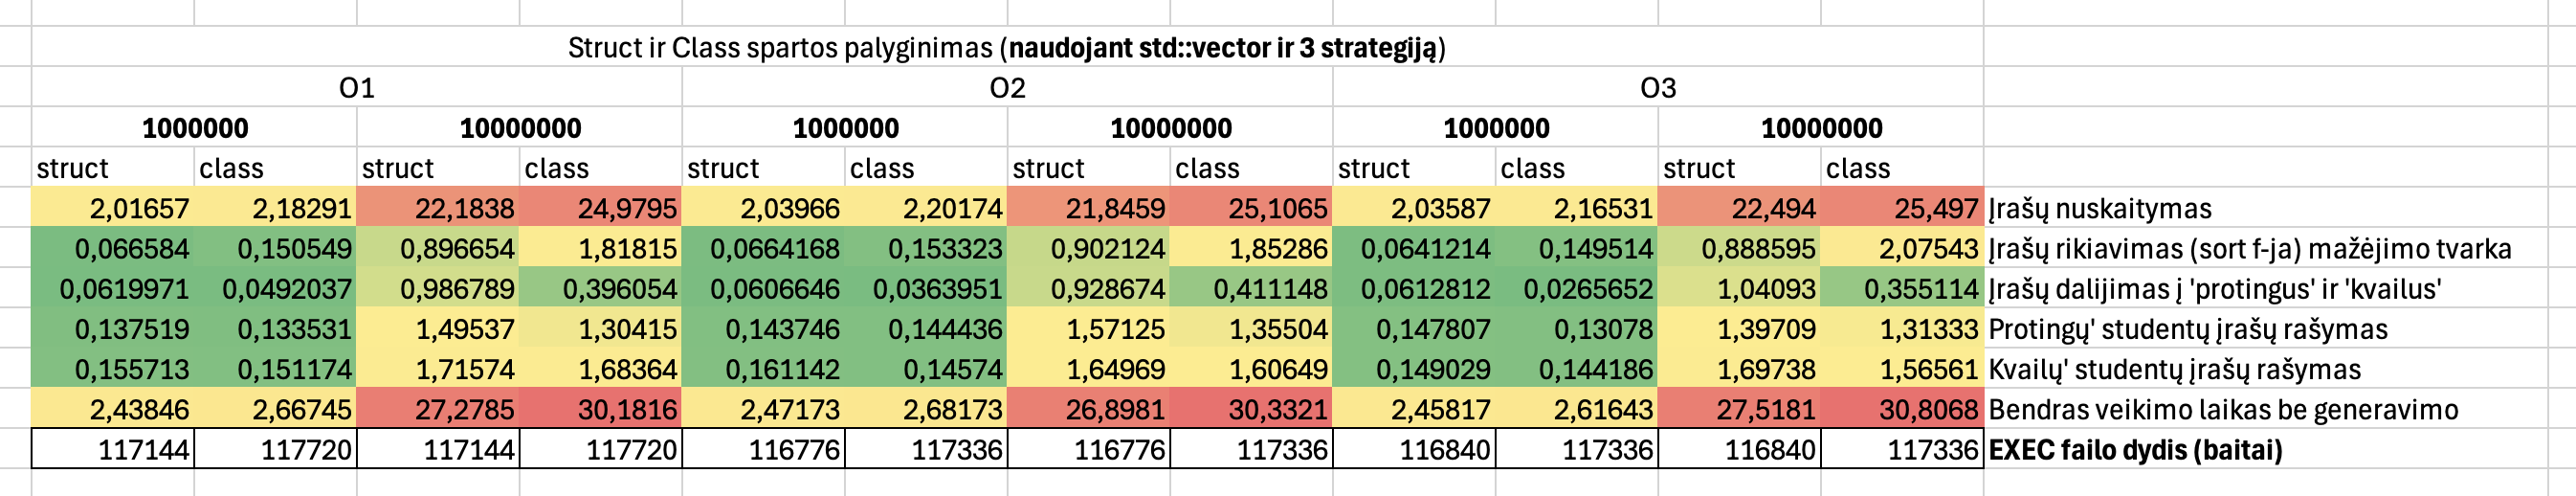 Struct ir Class spartos palyginimas (naudojant std::vector ir 3 strategiją)
O1 O2 O3
1000000 10000000 1000000 10000000 1000000 10000000
struct class struct class struct class struct class struct class struct class
2,01657 2,18291 22,1838 24,9795 2,03966 2,20174 21,8459 25,1065 2,03587 2,16531 22,494 25,497 Įrašų nuskaitymas
0,066584 0,150549 0,896654 1,81815 0,0664168 0,153323 0,902124 1,85286 0,0641214 0,149514 0,888595 2,07543 Įrašų rikiavimas (sort f-ja) mažėjimo tvarka
0,0619971 0,0492037 0,986789 0,396054 0,0606646 0,0363951 0,928674 0,411148 0,0612812 0,0265652 1,04093 0,355114 Įrašų dalijimas į 'protingus' ir 'kvailus'
0,137519 0,133531 1,49537 1,30415 0,143746 0,144436 1,57125 1,35504 0,147807 0,13078 1,39709 1,31333 Protingų' studentų įrašų rašymas
0,155713 0,151174 1,71574 1,68364 0,161142 0,14574 1,64969 1,60649 0,149029 0,144186 1,69738 1,56561 Kvailų' studentų įrašų rašymas
2,43846 2,66745 27,2785 30,1816 2,47173 2,68173 26,8981 30,3321 2,45817 2,61643 27,5181 30,8068 Bendras veikimo laikas be generavimo
117144 117720 117144 117720 116776 117336 116776 117336 116840 117336 116840 117336 EXEC failo dydis (baitai)